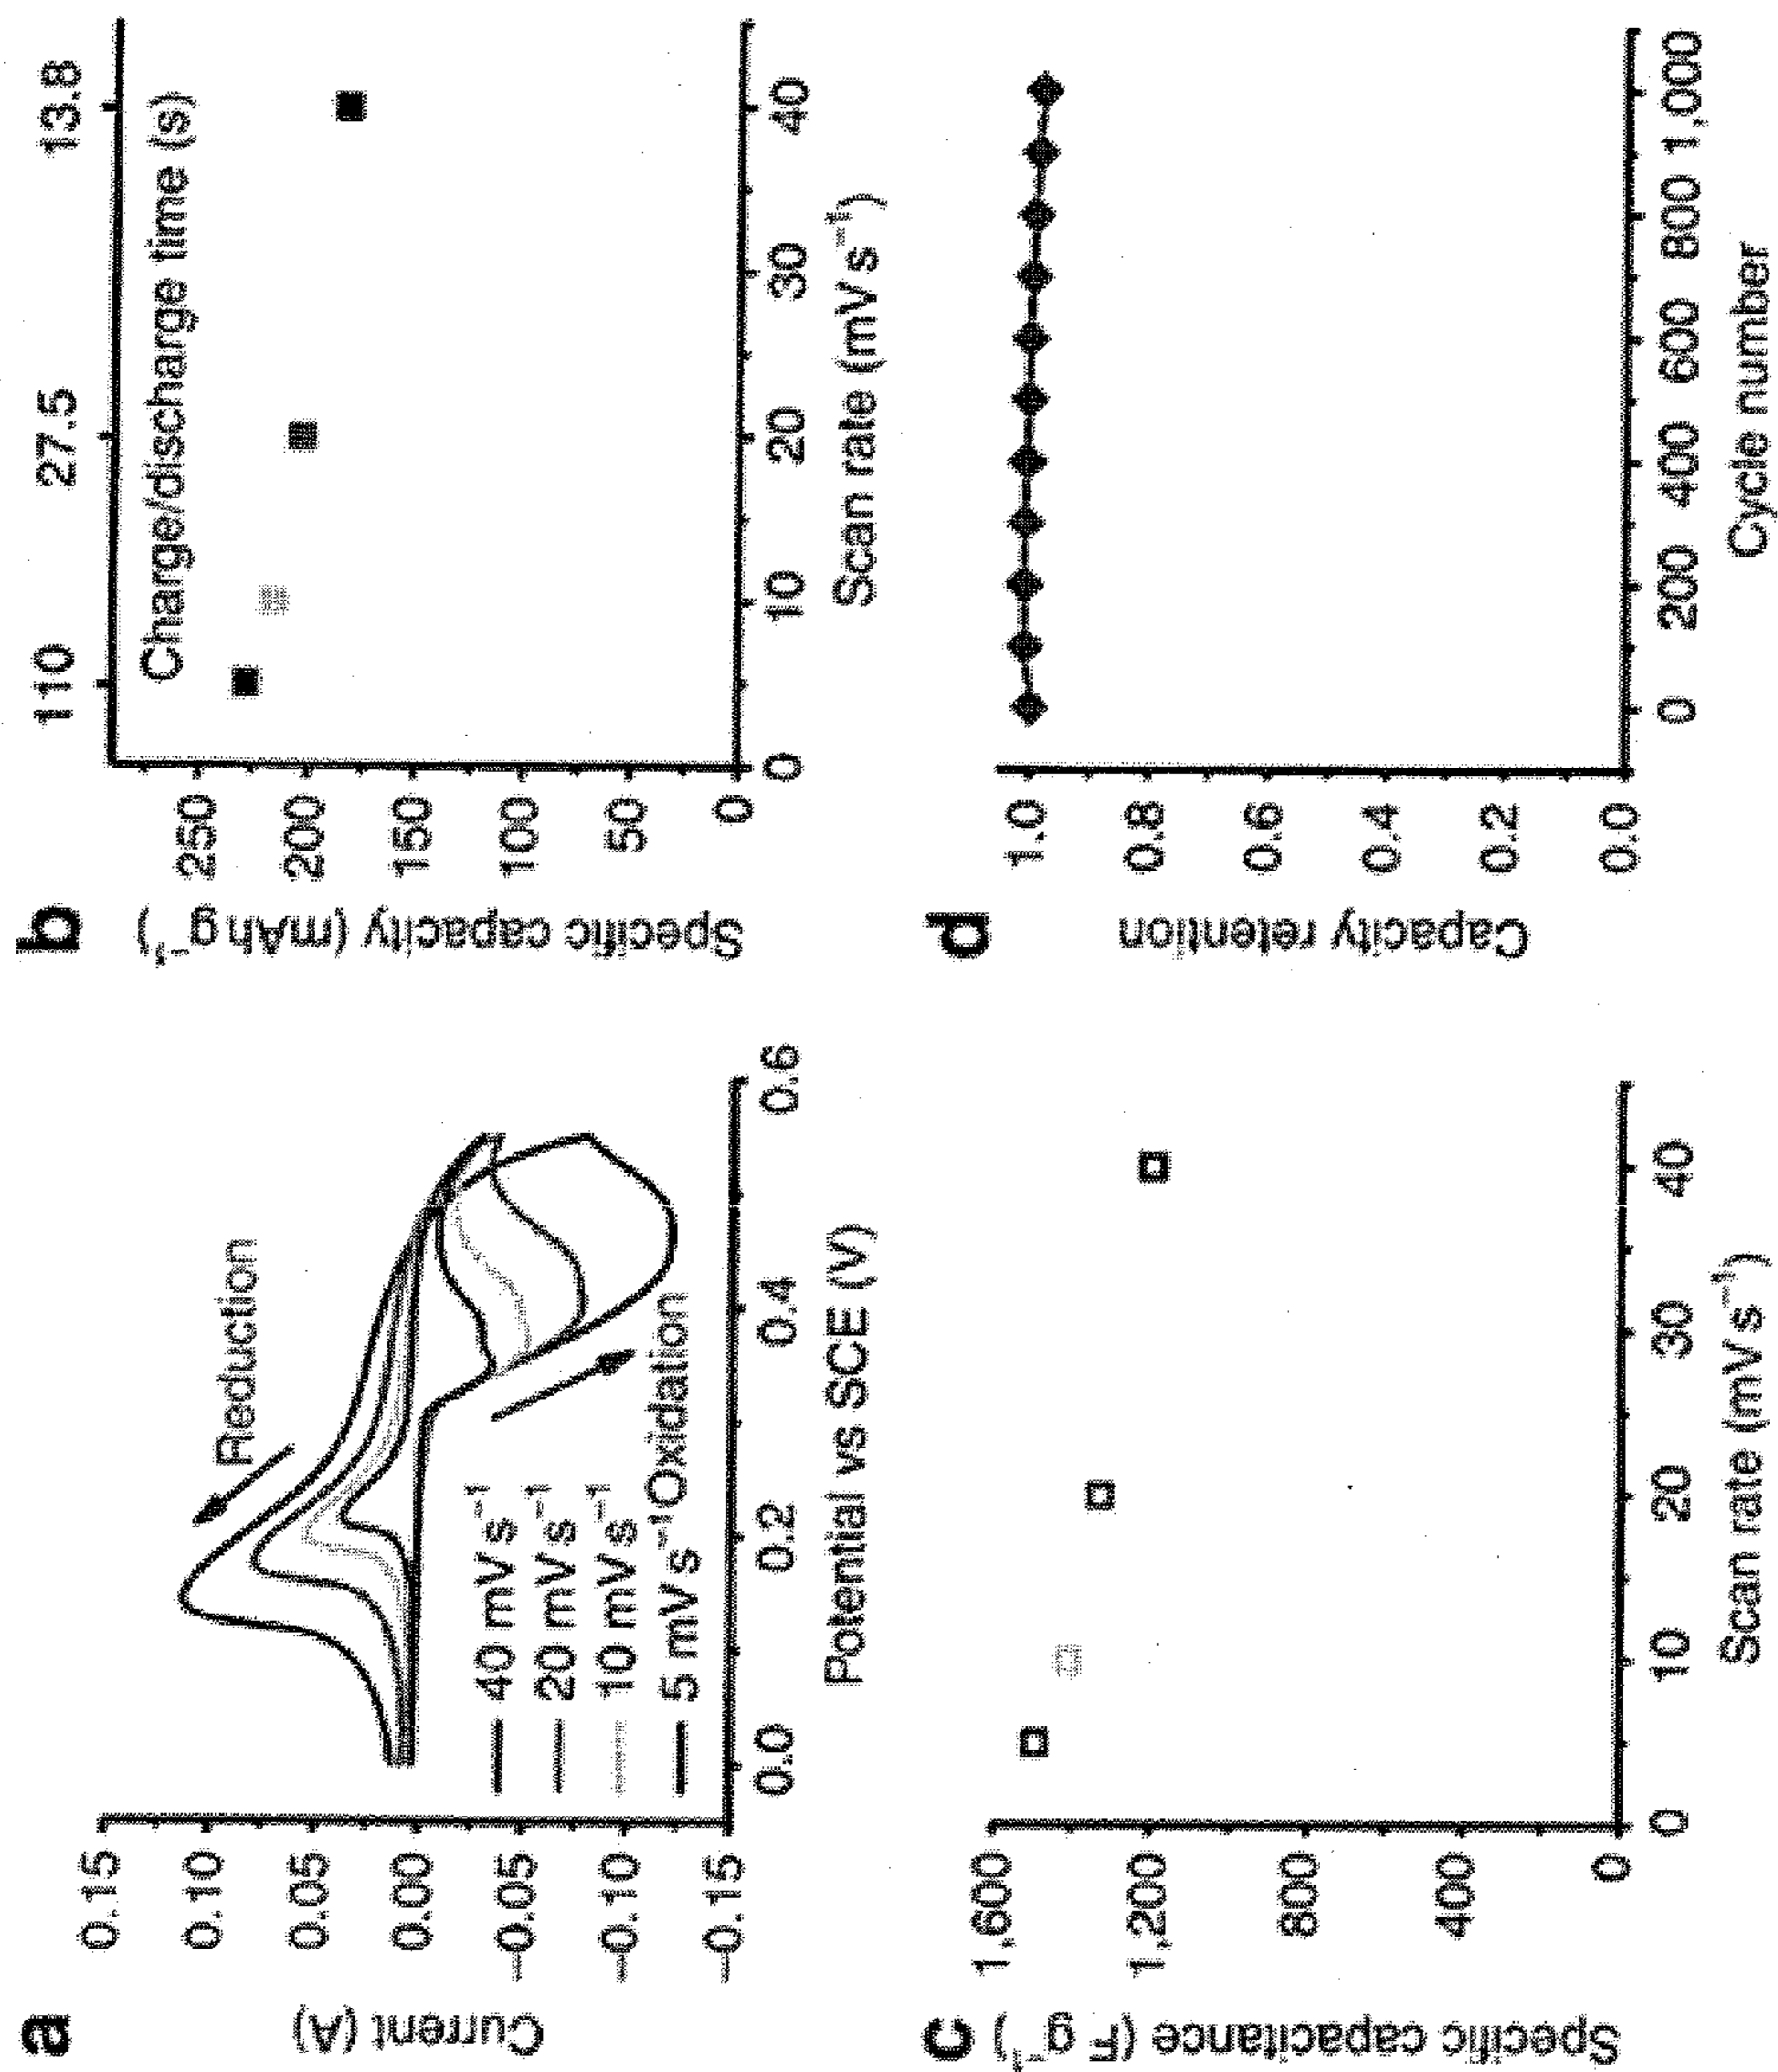 a
Current (A)
0.15
0.10
0.05
0.00
−0.05
−0.10
−0.15
Reduction
40 mV s⁻¹
20 mV s⁻¹
10 mV s⁻¹
5 mV s⁻¹
Oxidation
0.0 0.2 0.4 0.6
Potential vs SCE (V)
b
110 27.5 13.8
Charge/discharge time (s)
Specific capacity (mAh g⁻¹)
250
200
150
100
50
0
0 10 20 30 40
Scan rate (mV s⁻¹)
c
Specific capacitance (F g⁻¹)
1,600
1,200
800
400
0
0 10 20 30 40
Scan rate (mV s⁻¹)
d
Capacity retention
1.0
0.8
0.6
0.4
0.2
0.0
0 200 400 600 800 1,000
Cycle number